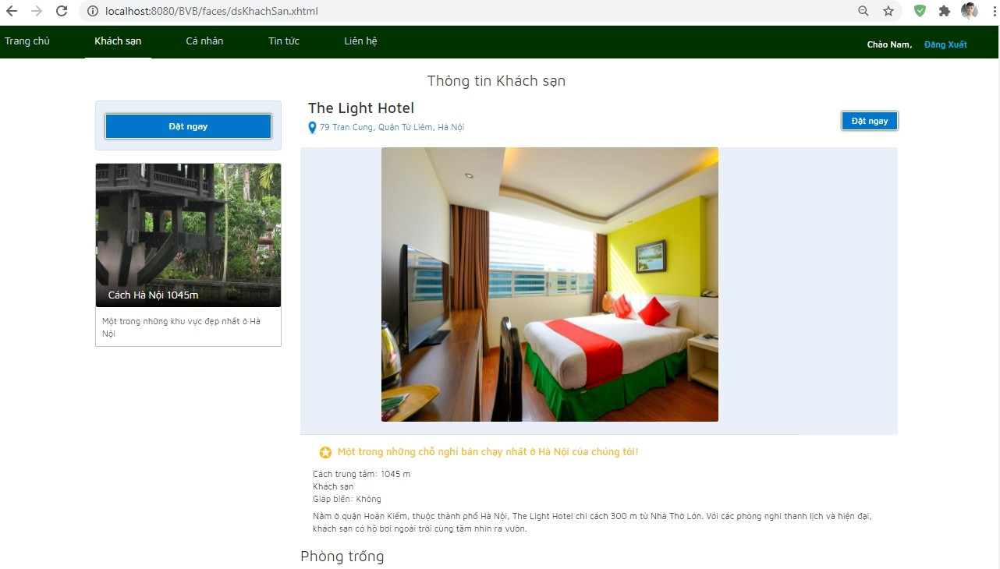 localhost:8080/BVB/faces/dsKhachSan.xhtml
Trang chủ
Khách sạn
Cá nhân
Tin tức
Liên hệ
Chào Nam,
Đăng Xuất
Thông tin Khách sạn
Đặt ngay
Cách Hà Nội 1045m
Một trong những khu vực đẹp nhất ở Hà
Nội
The Light Hotel
79 Tran Cung, Quận Từ Liêm, Hà Nội
Đặt ngay
Một trong những chỗ nghỉ bán chạy nhất ở Hà Nội của chúng tôi!
Cách trung tâm: 1045 m
Khách sạn
Giáp biển: Không
Nằm ở quận Hoàn Kiếm, thuộc thành phố Hà Nội, The Light Hotel chỉ cách 300 m từ Nhà Thờ Lớn. Với các phòng nghỉ thanh lịch và hiện đại,
khách sạn có hồ bơi ngoài trời cùng tầm nhìn ra vườn.
Phòng trống